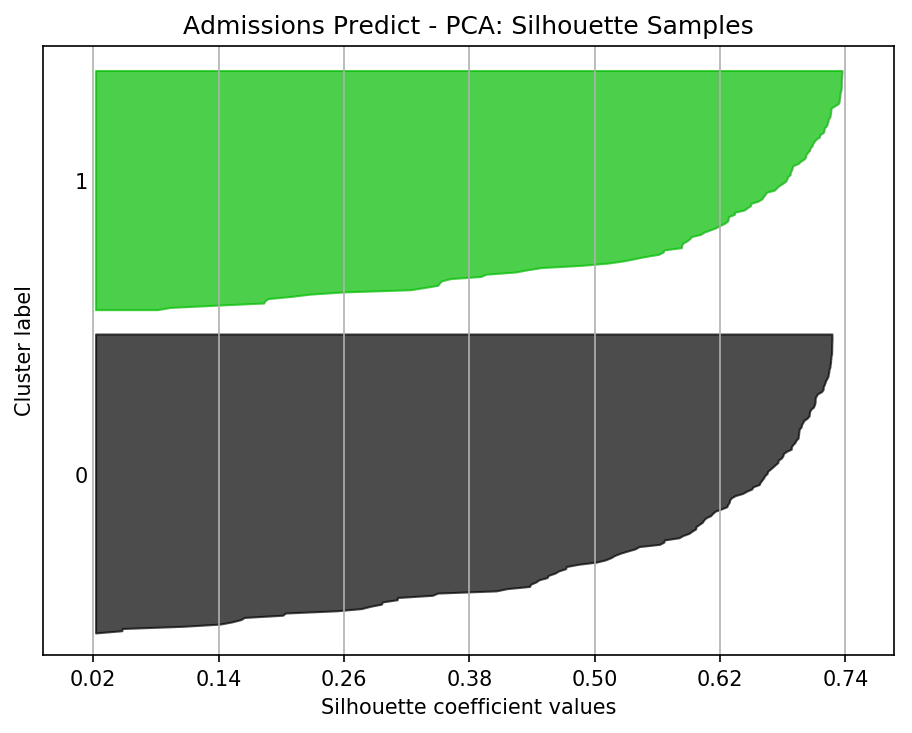 Admissions Predict - PCA: Silhouette Samples
Cluster label
1
0
0.02 0.14 0.26 0.38 0.50 0.62 0.74
Silhouette coefficient values